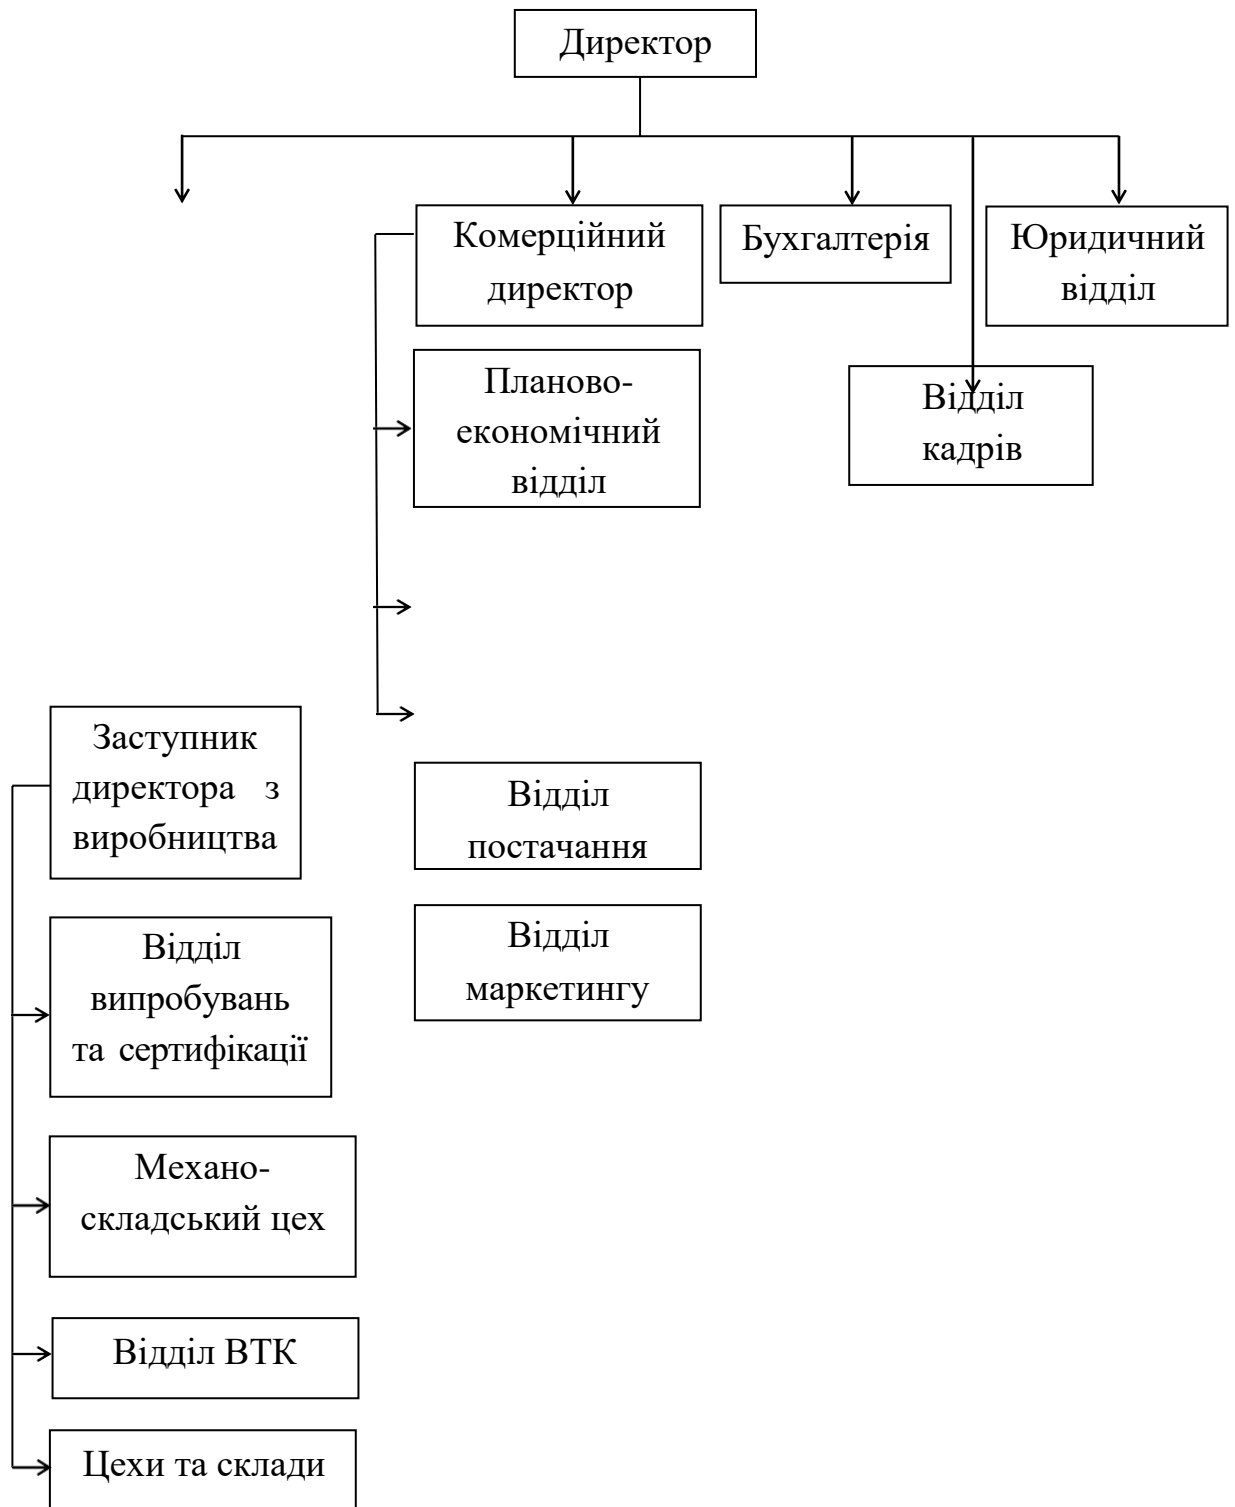 Директор
Комерційний
директор
Бухгалтерія
Юридичний
відділ
Планово-
економічний
відділ
Відділ
кадрів
Заступник
директора з
виробництва
Відділ
постачання
Відділ
маркетингу
Відділ
випробувань
та сертифікації
Механо-
складський цех
Відділ ВТК
Цехи та склади